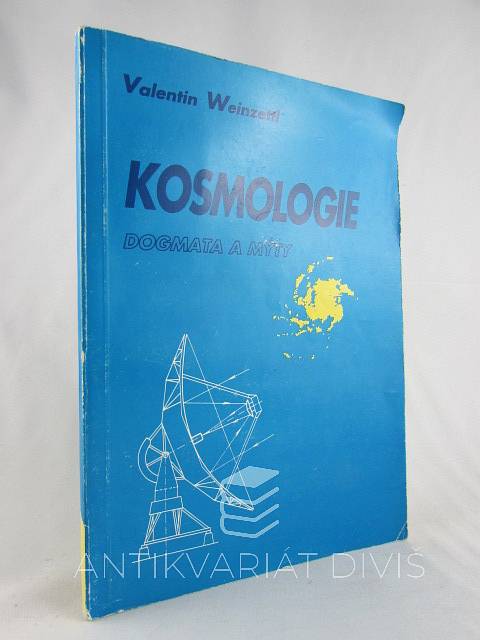 Valentin Weinzettl
KOSMOLOGIE
DOGMATA A MÝTY
ANTIKVARIÁT DIVIŠ